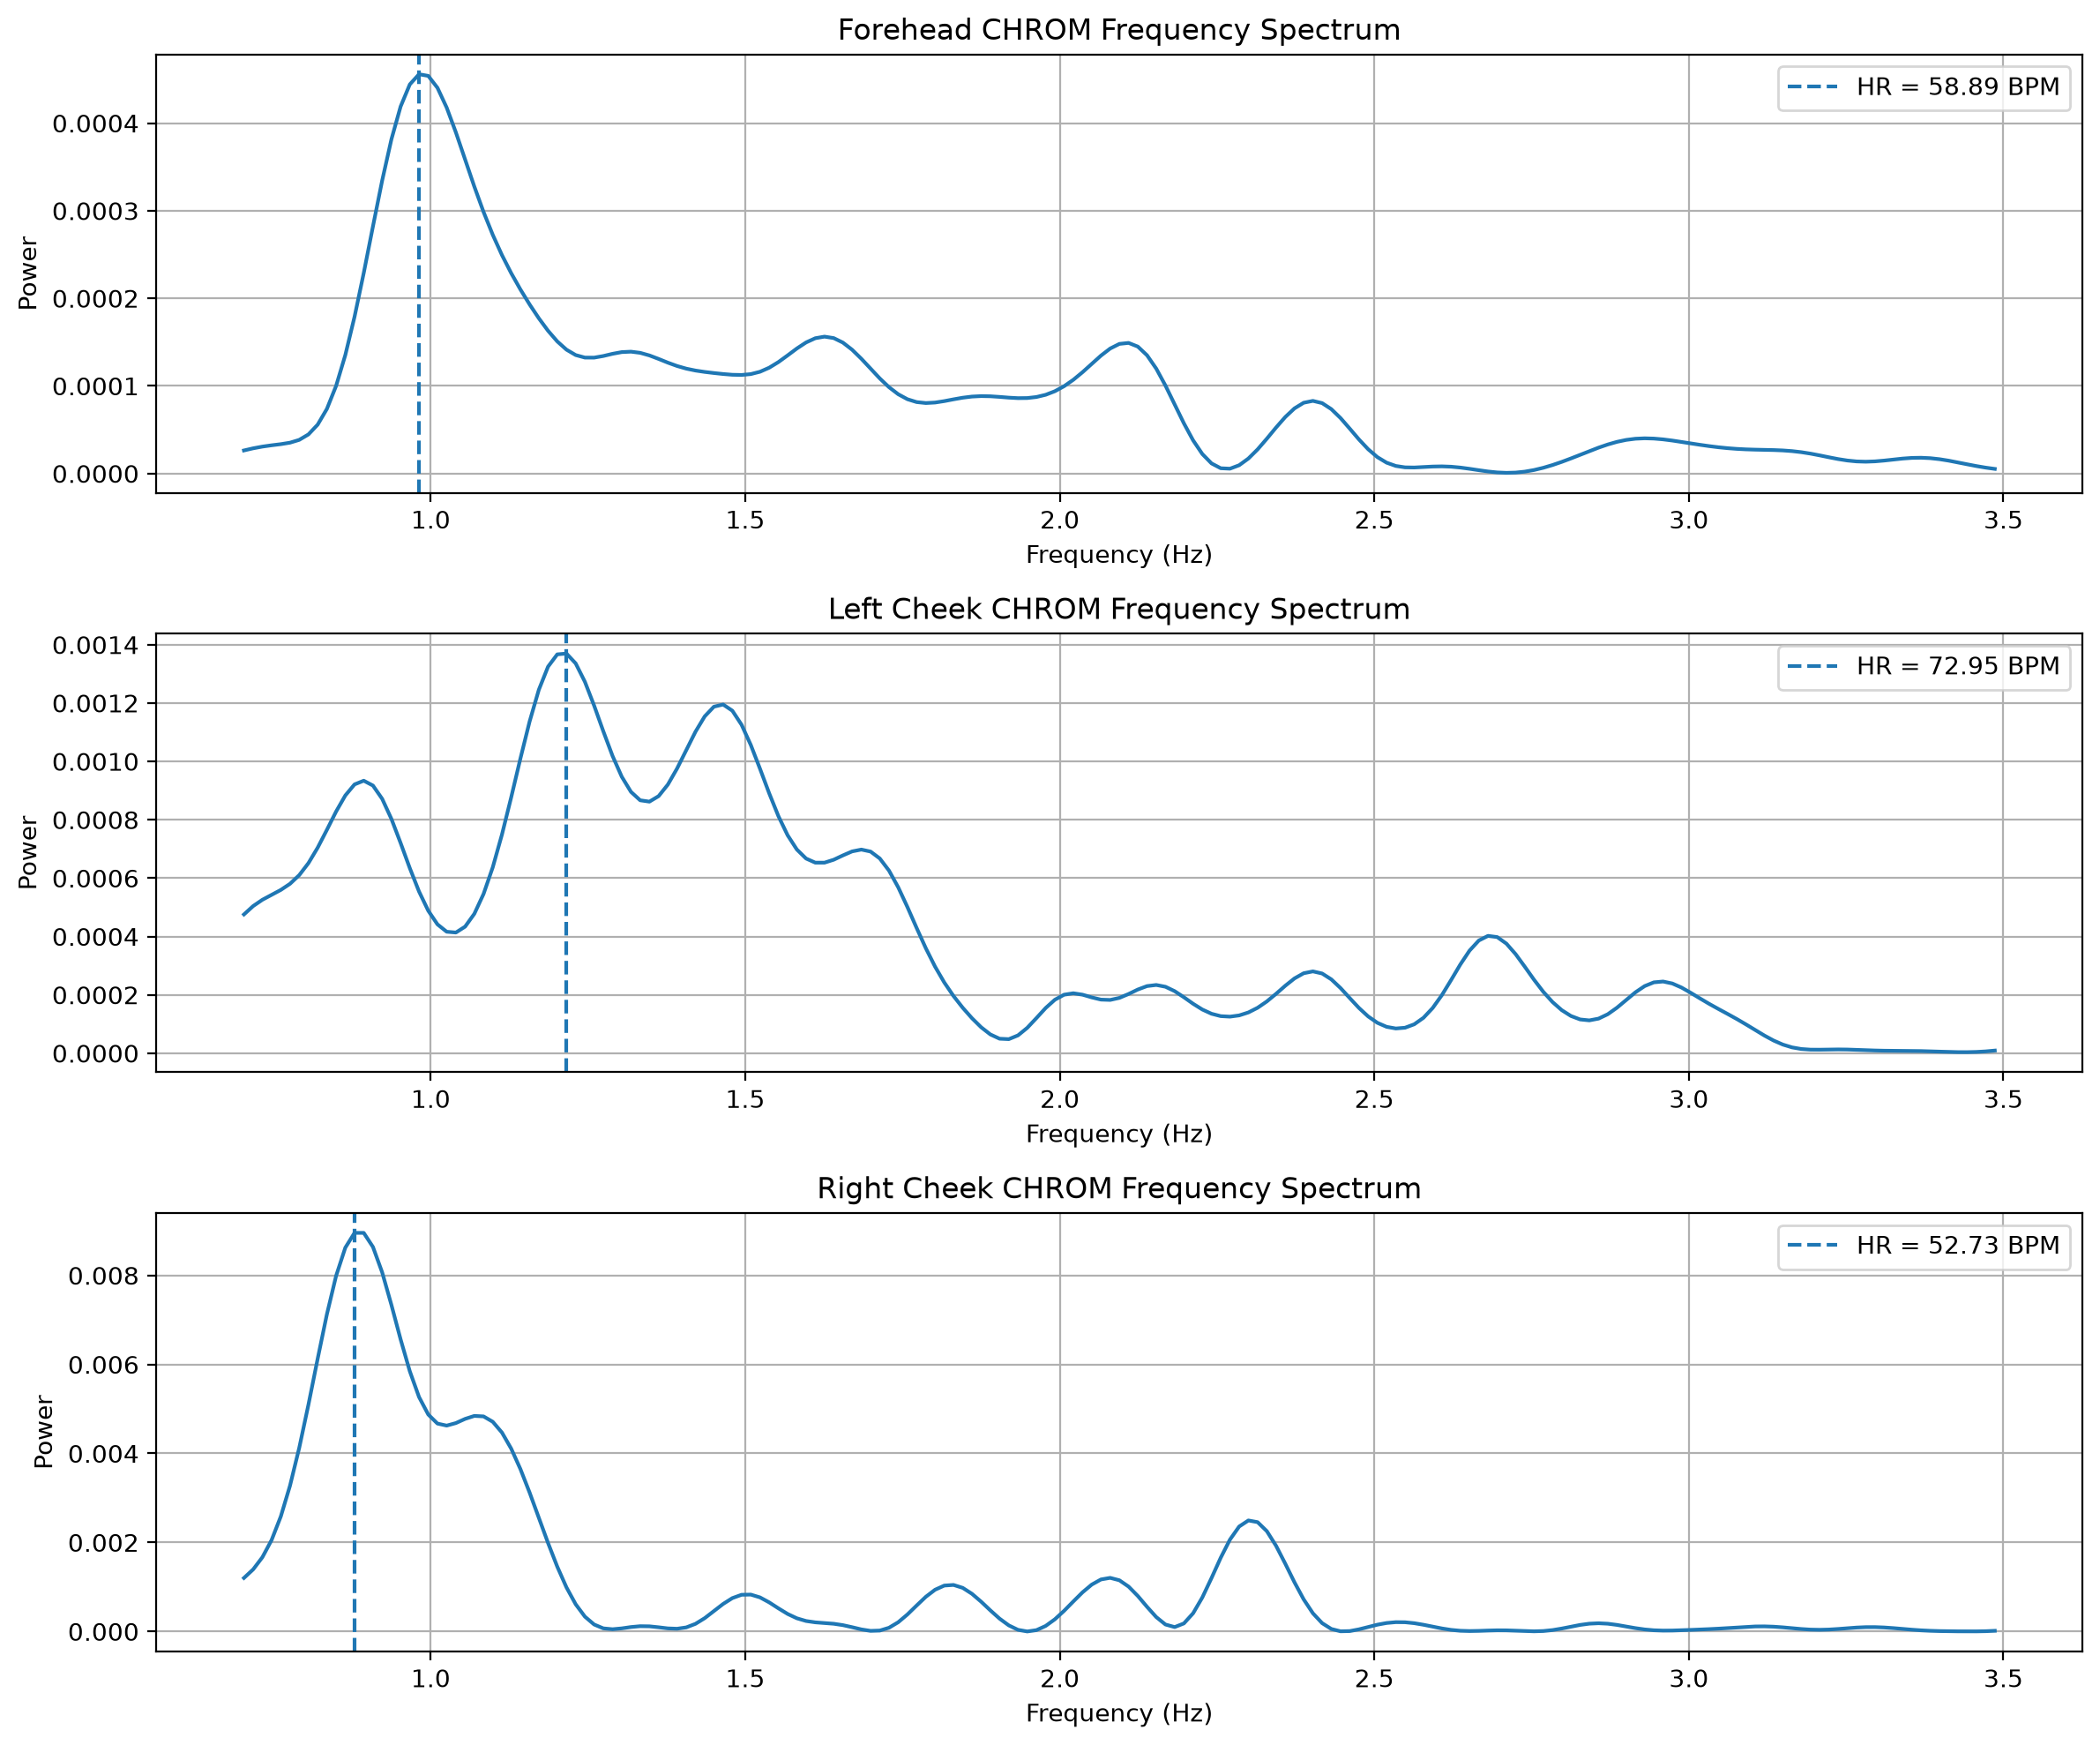 Forehead CHROM Frequency Spectrum
HR = 58.89 BPM
Power
0.0004
0.0003
0.0002
0.0001
0.0000
1.0 1.5 2.0 2.5 3.0 3.5
Frequency (Hz)
Left Cheek CHROM Frequency Spectrum
HR = 72.95 BPM
Power
0.0014
0.0012
0.0010
0.0008
0.0006
0.0004
0.0002
0.0000
1.0 1.5 2.0 2.5 3.0 3.5
Frequency (Hz)
Right Cheek CHROM Frequency Spectrum
HR = 52.73 BPM
Power
0.008
0.006
0.004
0.002
0.000
1.0 1.5 2.0 2.5 3.0 3.5
Frequency (Hz)